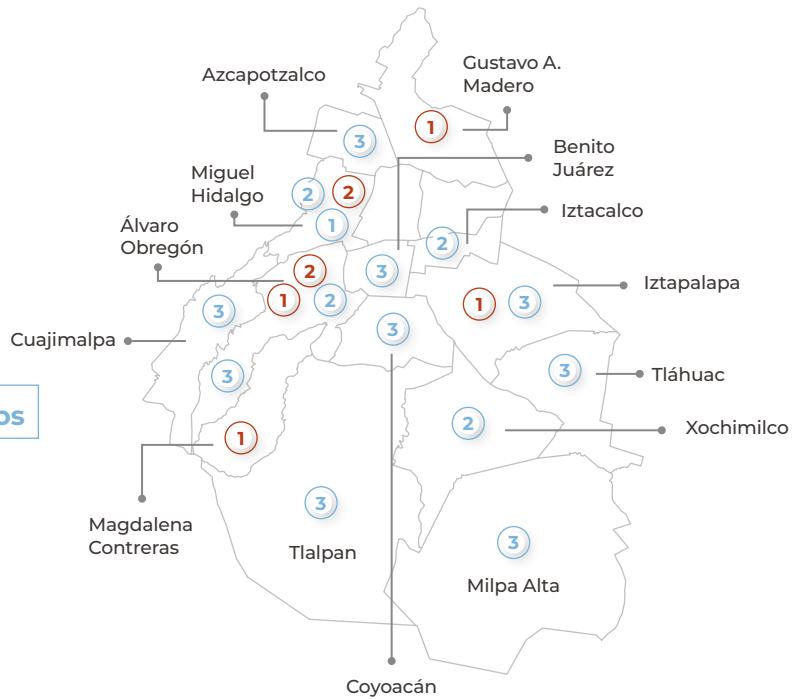 Gustavo A.
Madero
Azcapotzalco
1
3
Benito
Juárez
Miguel
Hidalgo
2
2
1
Iztacalco
2
Álvaro
Obregón
2
1
2
3
Iztapalapa
1
3
3
Cuajimalpa
3
3
Tláhuac
3
os
2
Xochimilco
1
3
Magdalena
Contreras
Tlalpan
3
Milpa Alta
Coyoacán